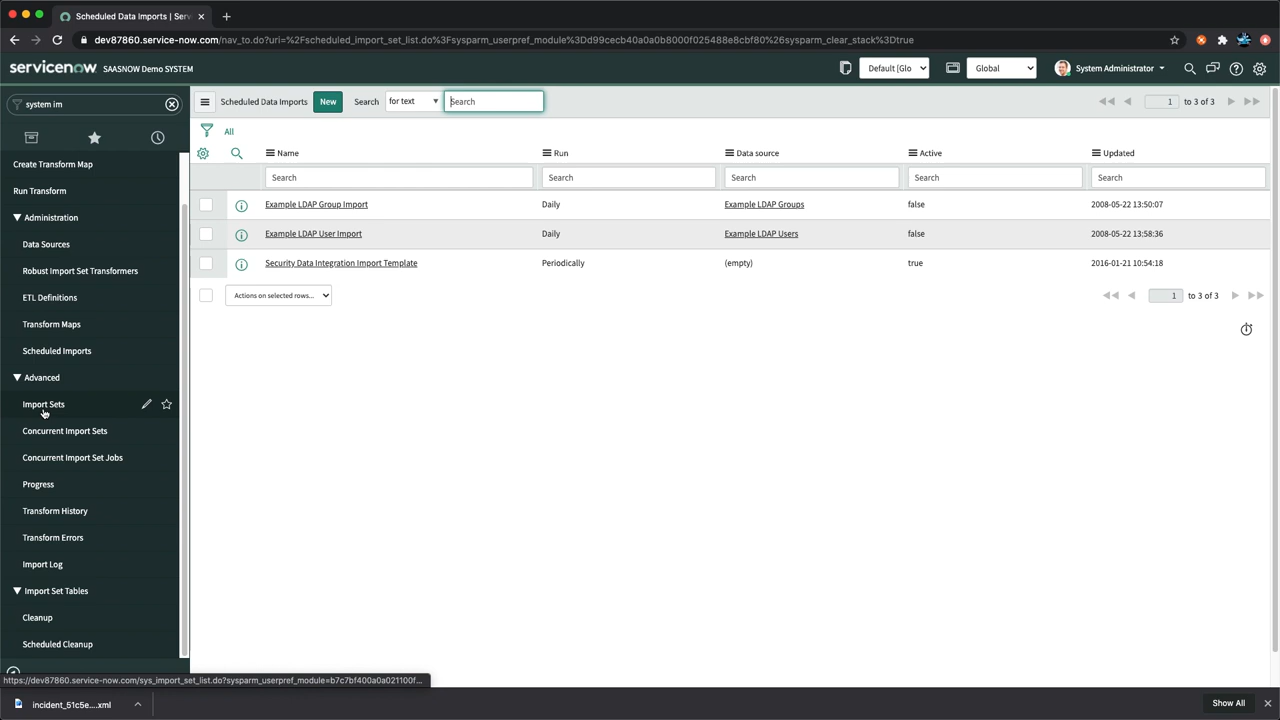 Scheduled Data Imports | Serv
dev87860.service-now.com/nav_to.do?uri=%2Fscheduled_import_set_list.do%3Fsysparm_userpref_module%3Dd99cecb40a0a0b8000f025488e8cbf80%26sysparm_clear_stack%3Dtrue
servicenow SAASNOW Demo SYSTEM
Default [Glo
Global
System Administrator
system im
Scheduled Data Imports New Search for text Search 1 to 3 of 3
All
Name Run Data source Active Updated
Search Search Search Search Search
Example LDAP Group Import Daily Example LDAP Groups false 2008-05-22 13:50:07
Example LDAP User Import Daily Example LDAP Users false 2008-05-22 13:58:36
Security Data Integration Import Template Periodically (empty) true 2016-01-21 10:54:18
Actions on selected rows... 1 to 3 of 3
Create Transform Map
Run Transform
Administration
Data Sources
Robust Import Set Transformers
ETL Definitions
Transform Maps
Scheduled Imports
Advanced
Import Sets
Concurrent Import Sets
Concurrent Import Set Jobs
Progress
Transform History
Transform Errors
Import Log
Import Set Tables
Cleanup
Scheduled Cleanup
https://dev87860.service-now.com/sys_import_set_list.do?sysparm_userpref_module=b7c7bf400a0a021100f...
incident_51c5e....xml
Show All